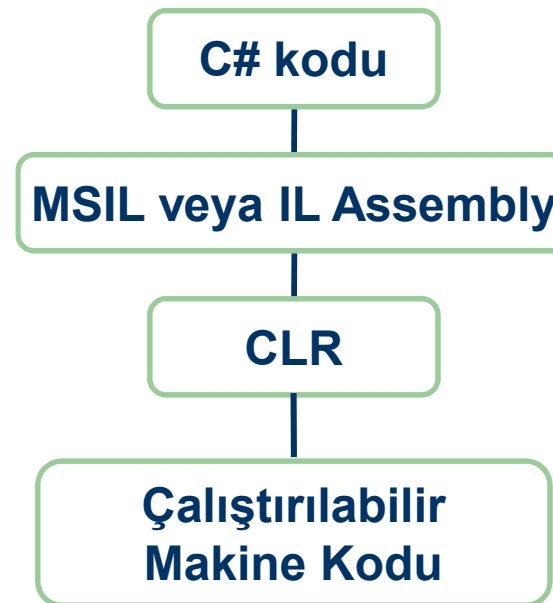 C# kodu
MSIL veya IL Assembly
CLR
Çalıştırılabilir
Makine Kodu